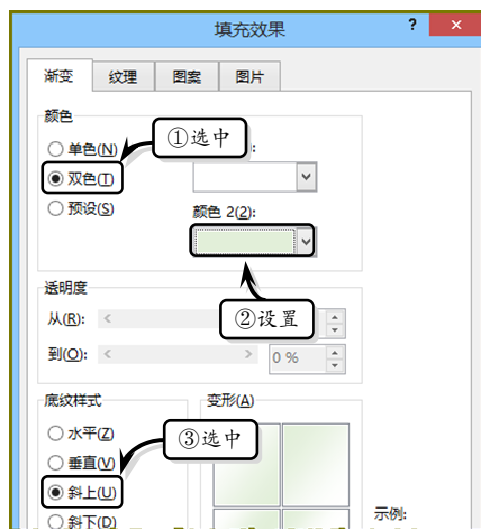 填充效果 ? ×
渐变 纹理 图案 图片
颜色
单色(N)
①选中
双色(T)
预设(S)
颜色 2(2):
透明度
从(R):
②设置
到(O): 0 %
底纹样式 变形(A)
水平(Z)
③选中
垂直(V)
斜上(U)
斜下(D)
示例: